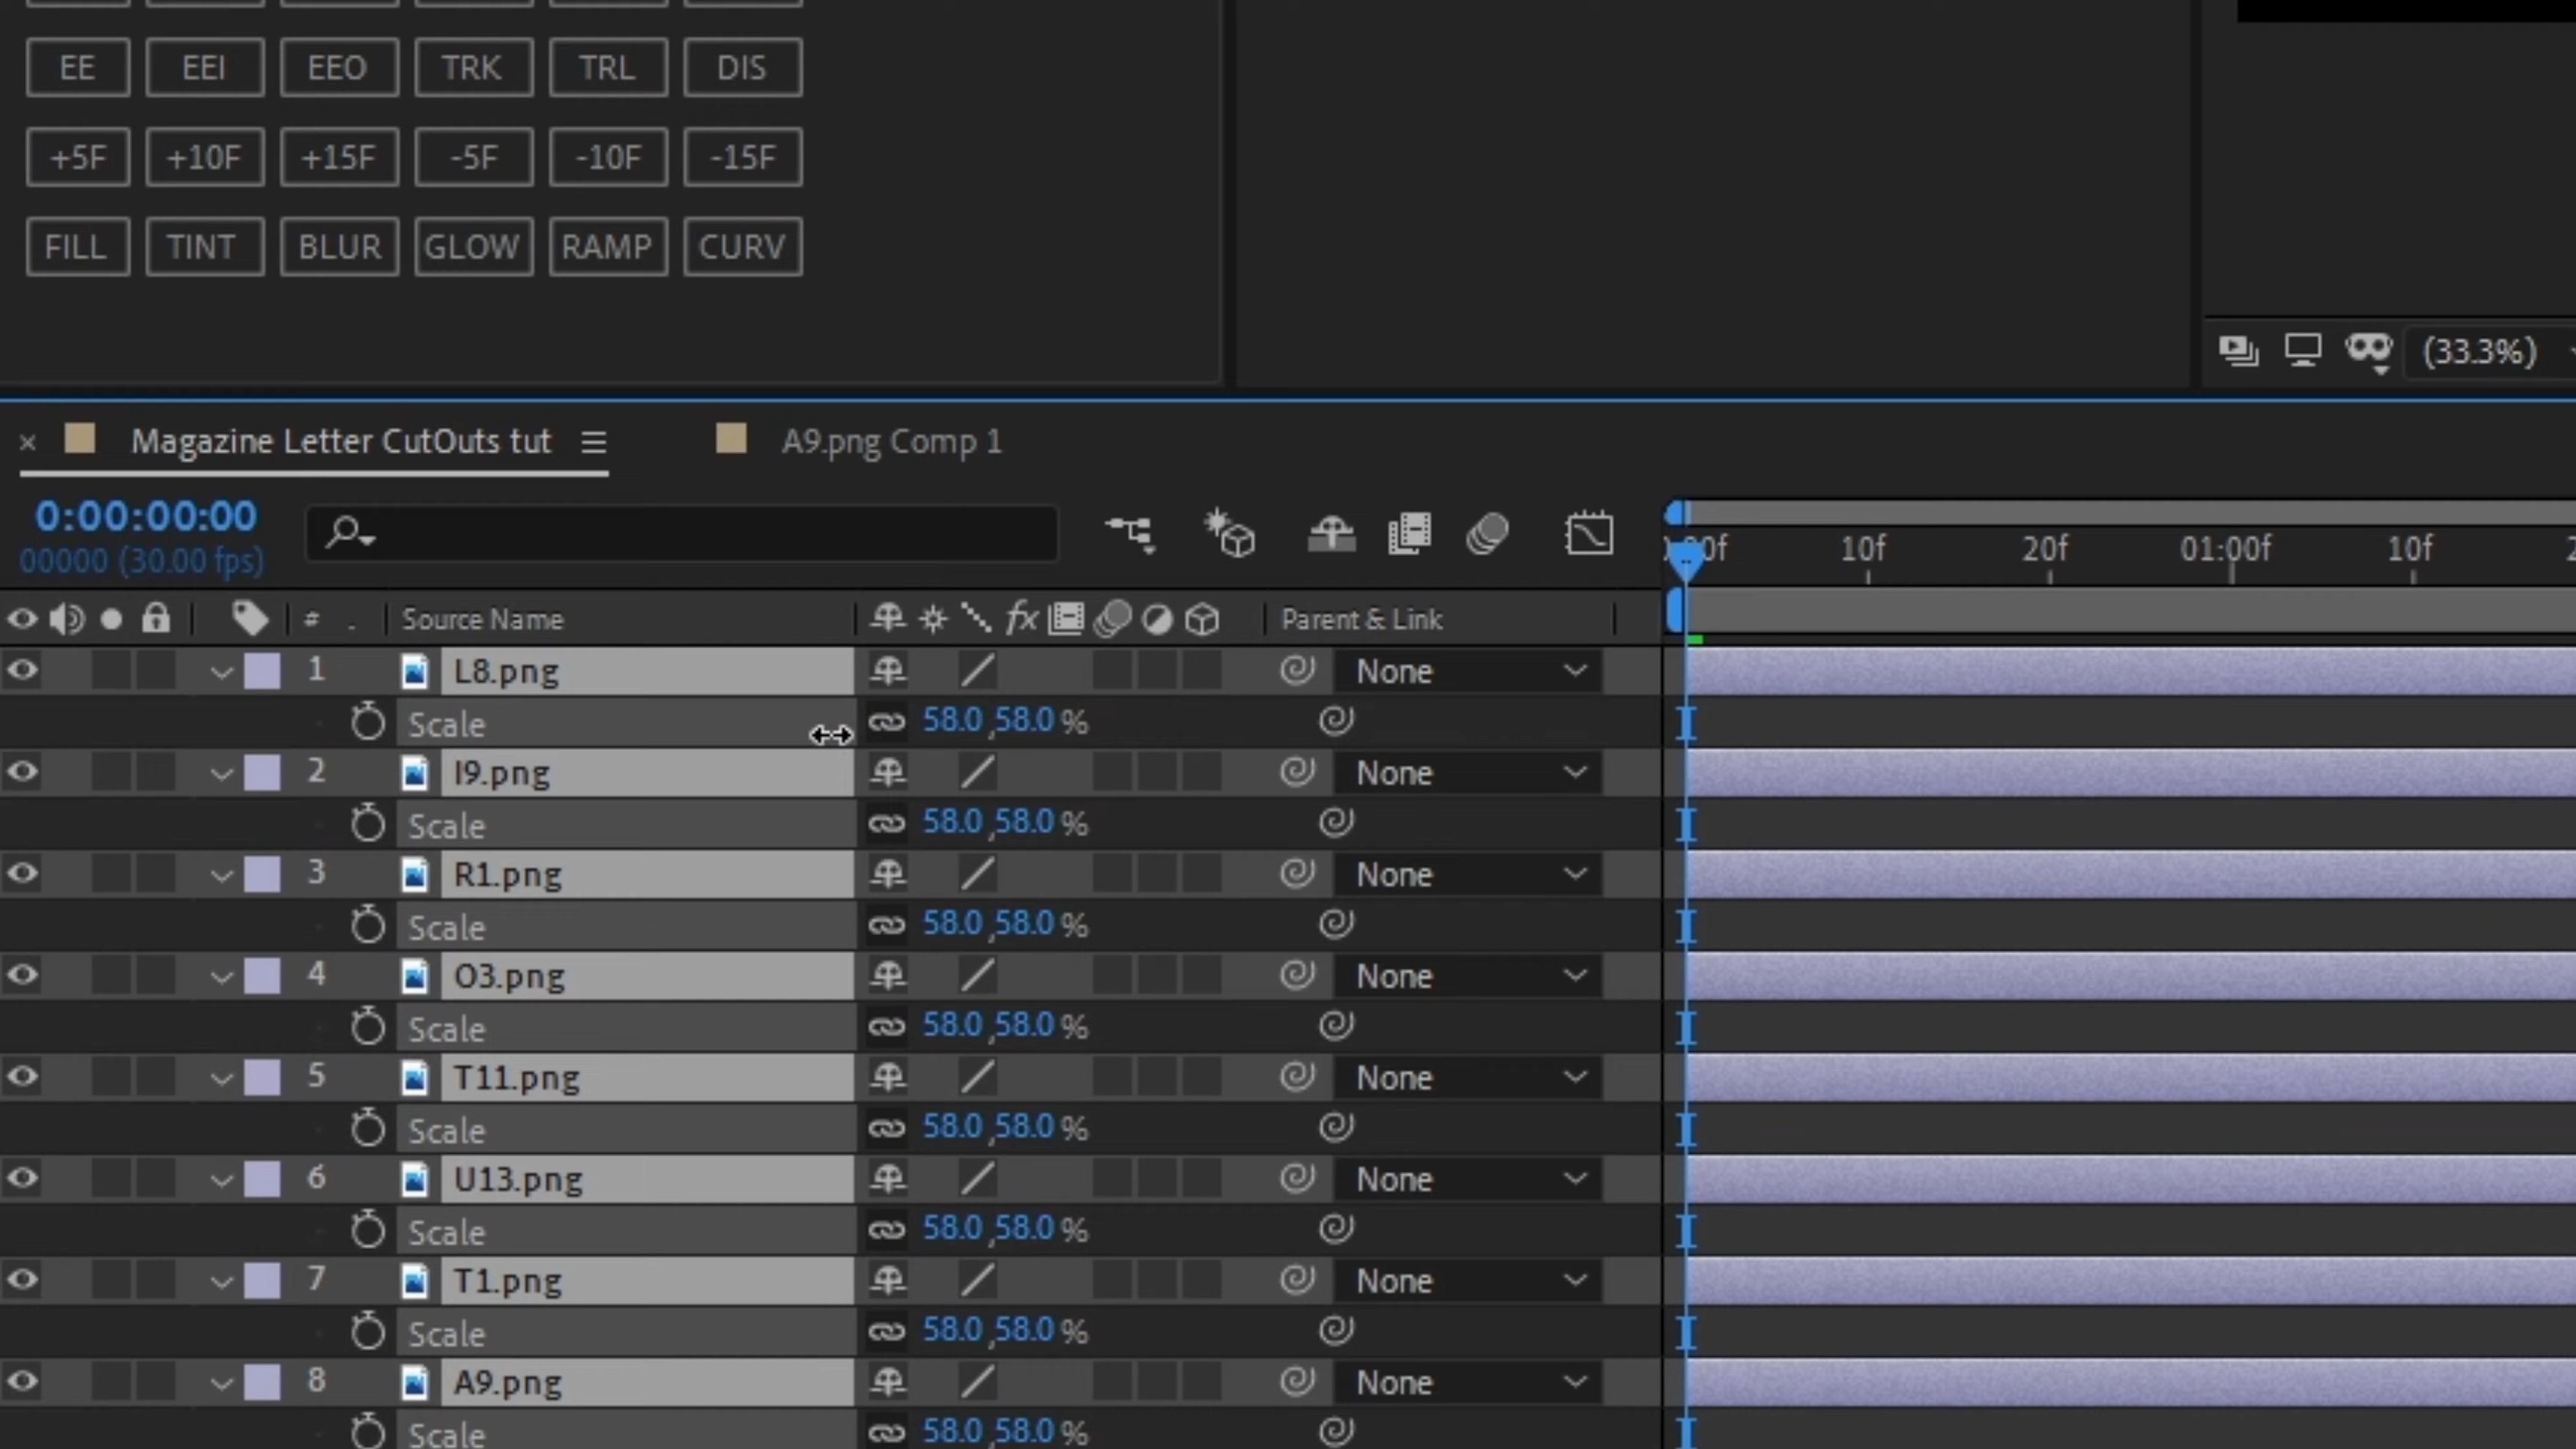 EE EEI EEO TRK TRL DIS
+5F +10F +15F -5F -10F -15F
FILL TINT BLUR GLOW RAMP CURV
(33.3%)
× Magazine Letter CutOuts tut A9.png Comp 1
0:00:00:00
00000 (30.00 fps)
10f 20f 01:00f 10f
# . Source Name fx Parent & Link
1 L8.png None
Scale 58.0,58.0%
2 I9.png None
Scale 58.0,58.0%
3 R1.png None
Scale 58.0,58.0%
4 O3.png None
Scale 58.0,58.0%
5 T11.png None
Scale 58.0,58.0%
6 U13.png None
Scale 58.0,58.0%
7 T1.png None
Scale 58.0,58.0%
8 A9.png None
Scale 58.0,58.0%